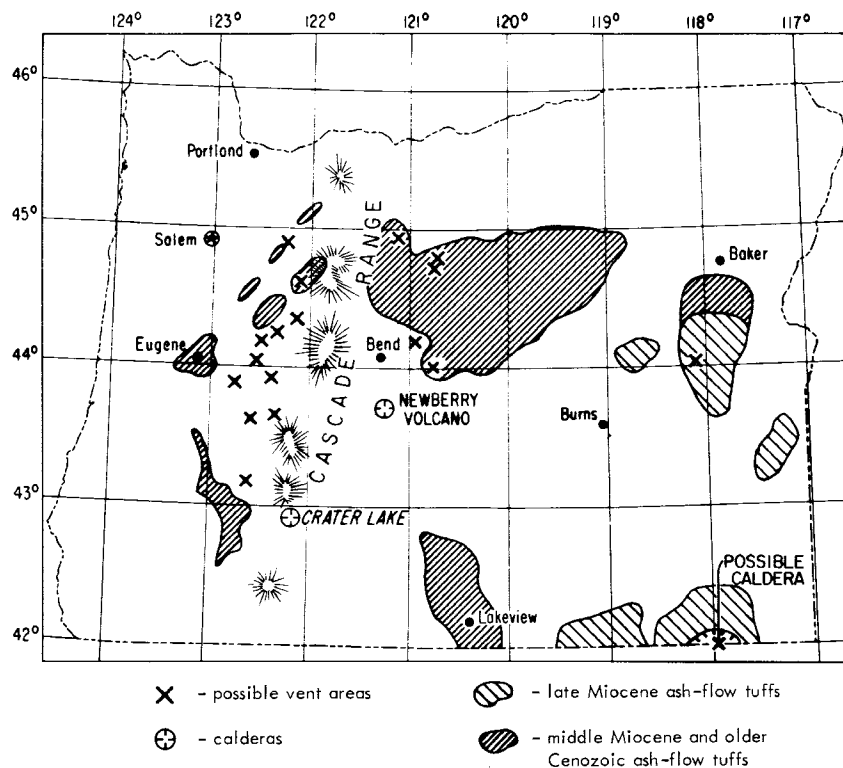 124° 123° 122° 121° 120° 119° 118° 117°
46°
Portland
45°
Salem
RANGE
Baker
Eugene
Bend
44°
CASCADE
NEWBERRY
VOLCANO
Burns
43°
CRATER LAKE
POSSIBLE
CALDERA
Lakeview
42°
- possible vent areas
- late Miocene ash-flow tuffs
- calderas
- middle Miocene and older
Cenozoic ash-flow tuffs